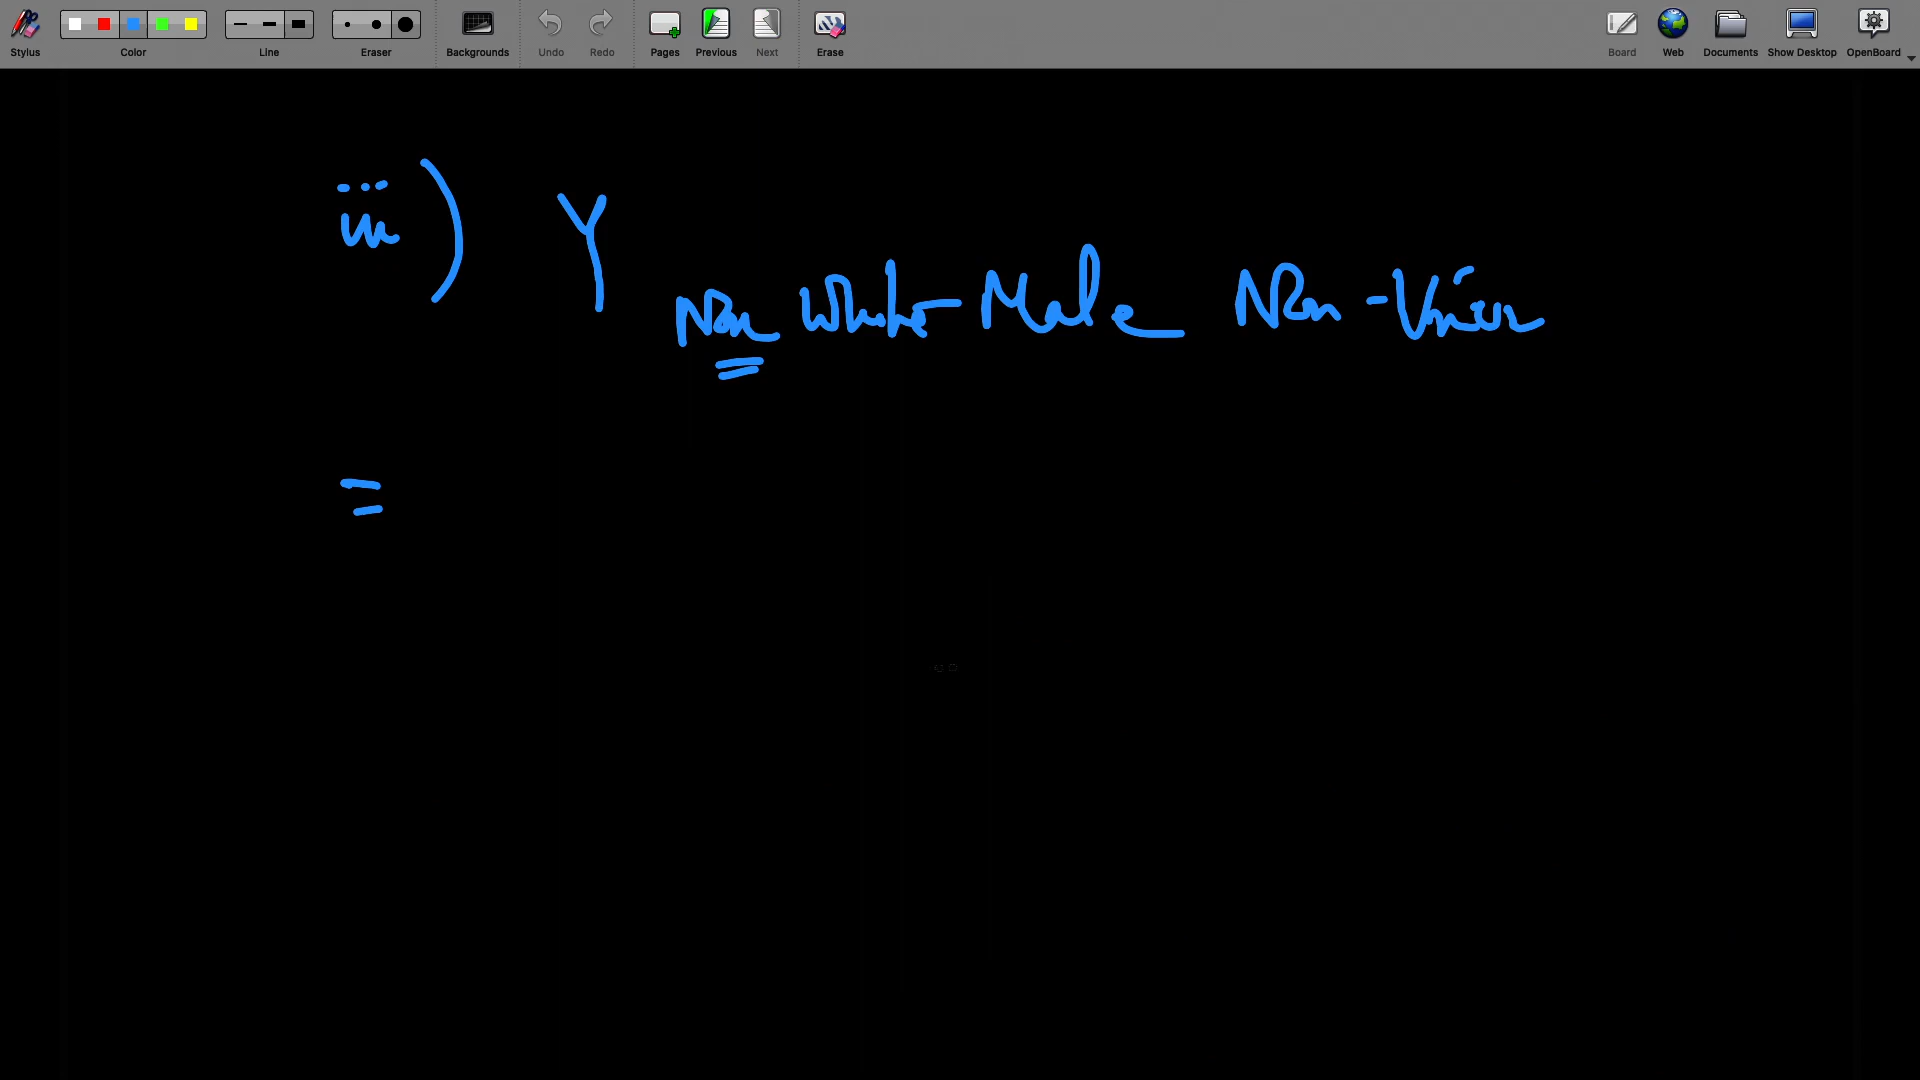 Stylus Color Line Eraser Backgrounds Undo Redo Pages Previous Next Erase Board Web Documents Show Desktop OpenBoard
iii) Y Non White-Male Non-Union
=